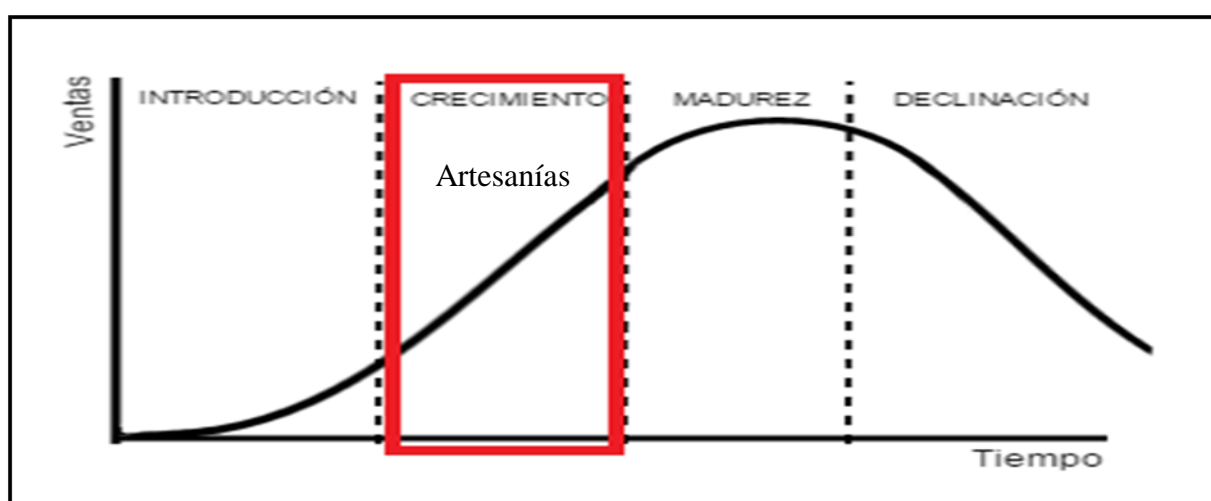 Ventas
INTRODUCCIÓN CRECIMIENTO MADUREZ DECLINACIÓN
Artesanías
Tiempo